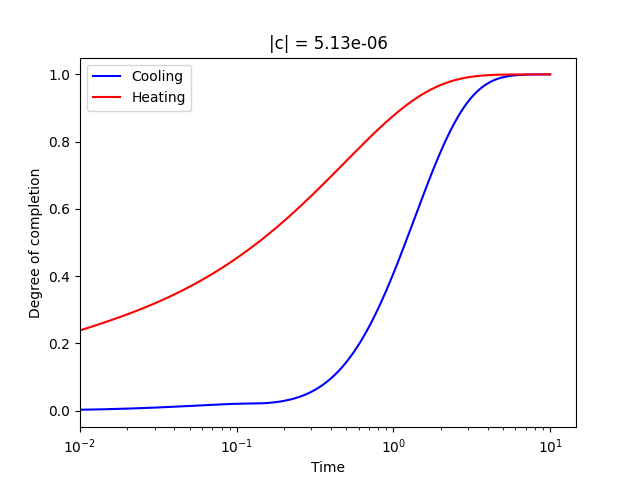 |c| = 5.13e-06
Cooling
Heating
Degree of completion
1.0
0.8
0.6
0.4
0.2
0.0
10⁻² 10⁻¹ 10⁰ 10¹
Time